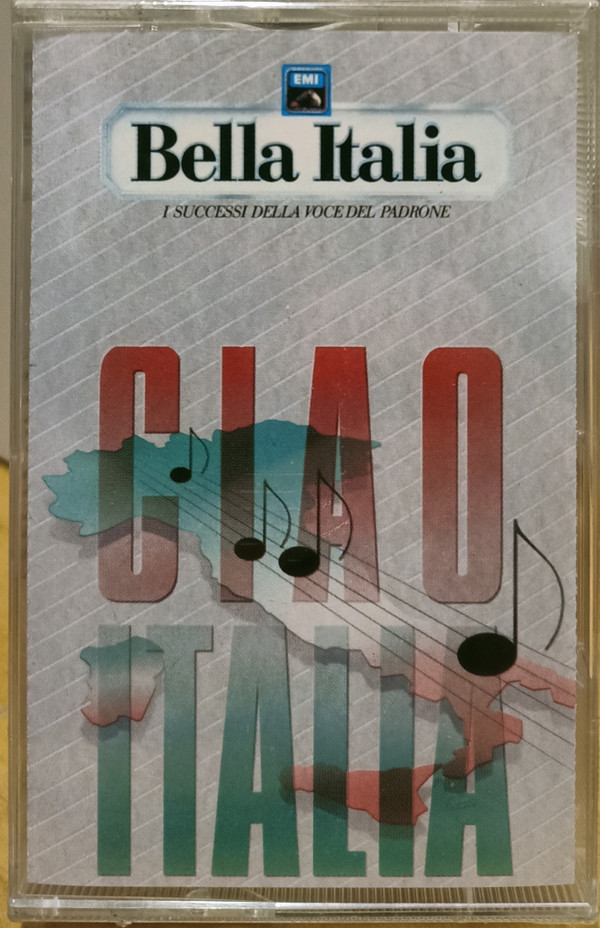 EMI
Bella Italia
I SUCCESSI DELLA VOCE DEL PADRONE
CIAO
ITALIA